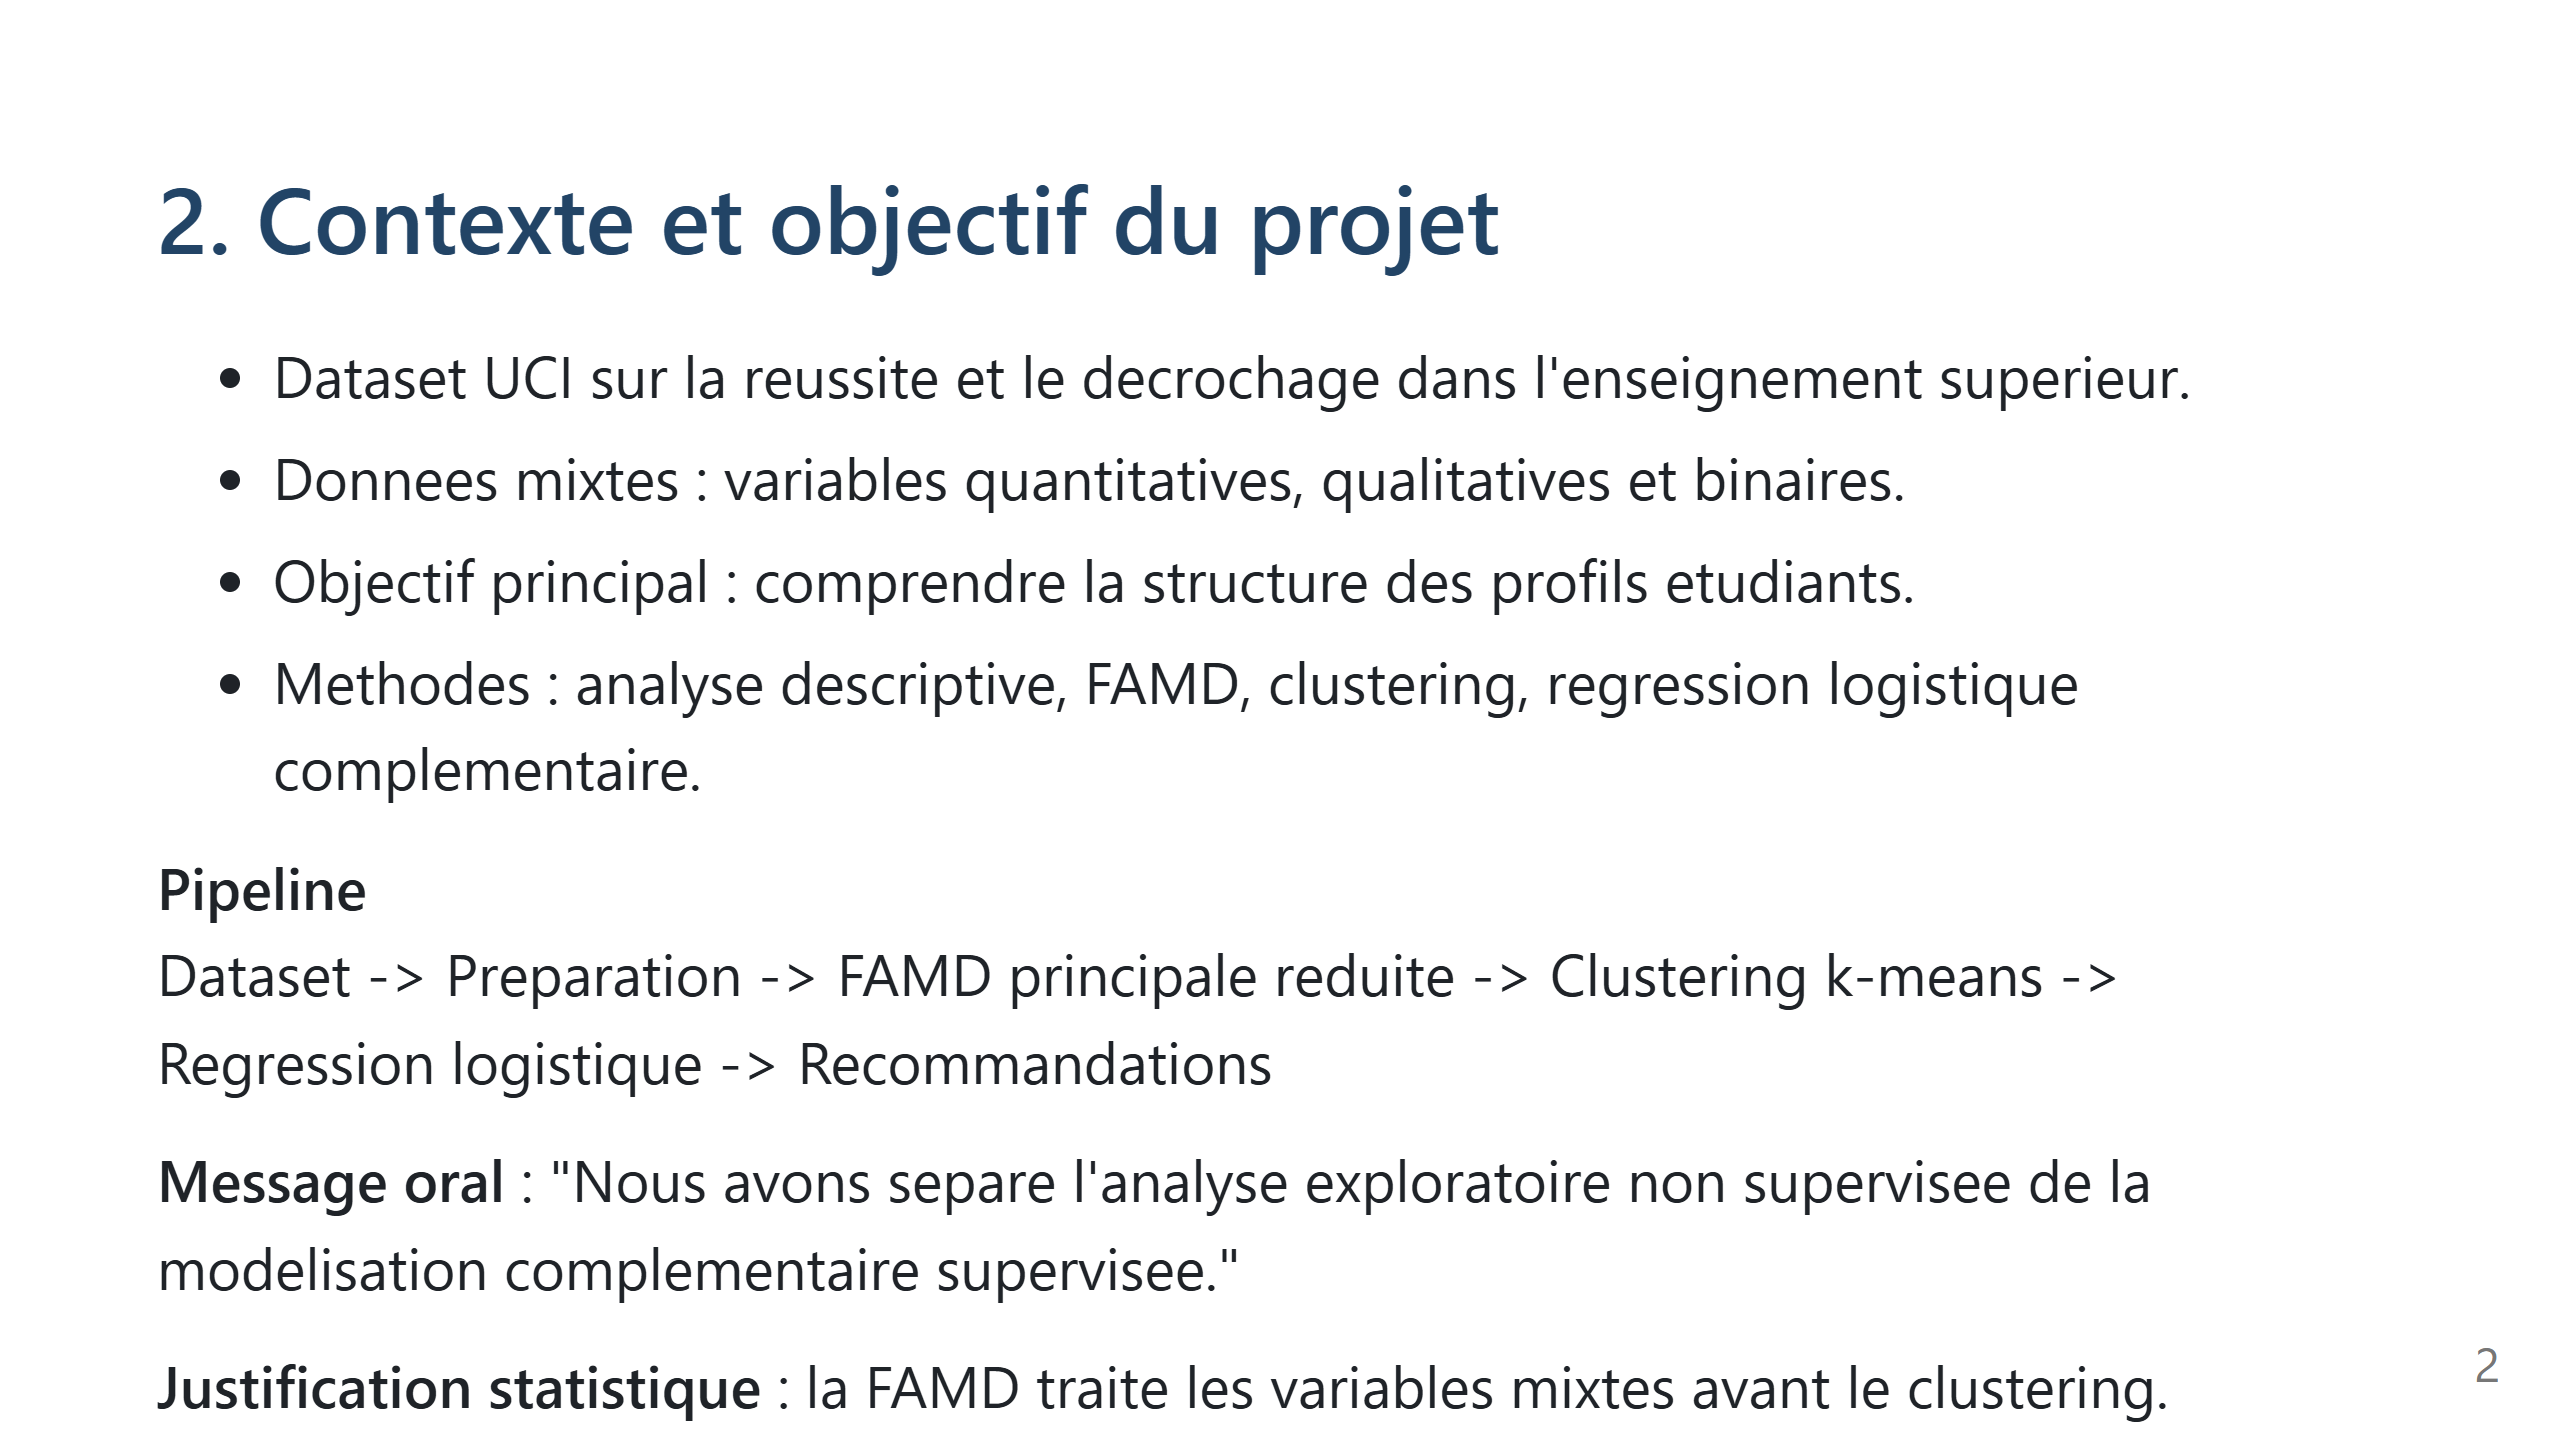 2. Contexte et objectif du projet
• Dataset UCI sur la reussite et le decrochage dans l'enseignement superieur.
• Donnees mixtes : variables quantitatives, qualitatives et binaires.
• Objectif principal : comprendre la structure des profils etudiants.
• Methodes : analyse descriptive, FAMD, clustering, regression logistique
complementaire.
Pipeline
Dataset -> Preparation -> FAMD principale reduite -> Clustering k-means ->
Regression logistique -> Recommandations
Message oral : "Nous avons separe l'analyse exploratoire non supervisee de la
modelisation complementaire supervisee."
Justification statistique : la FAMD traite les variables mixtes avant le clustering.
2